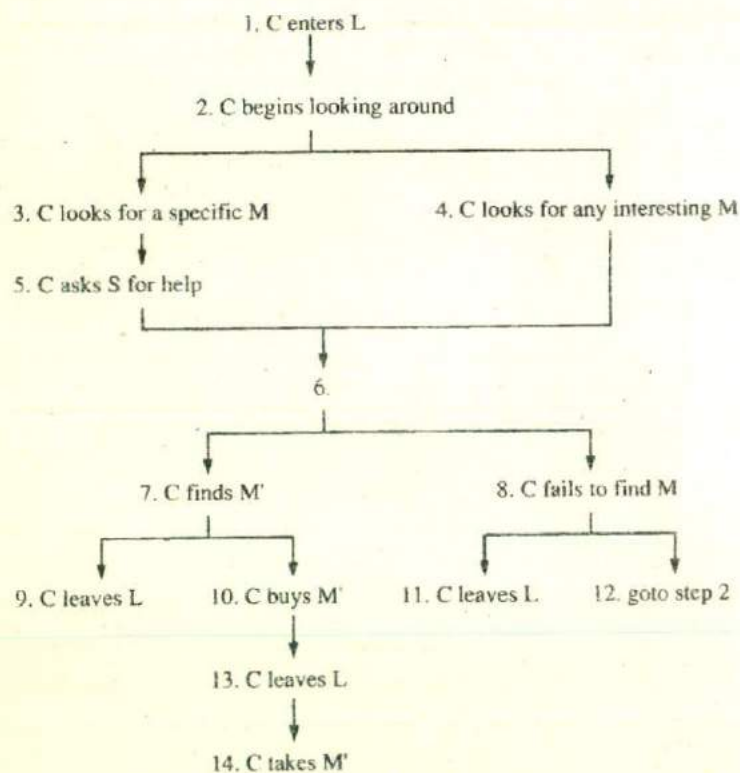 1. C enters L
2. C begins looking around
3. C looks for a specific M
4. C looks for any interesting M
5. C asks S for help
6.
7. C finds M'
8. C fails to find M
9. C leaves L
10. C buys M'
11. C leaves L
12. goto step 2
13. C leaves L
14. C takes M'